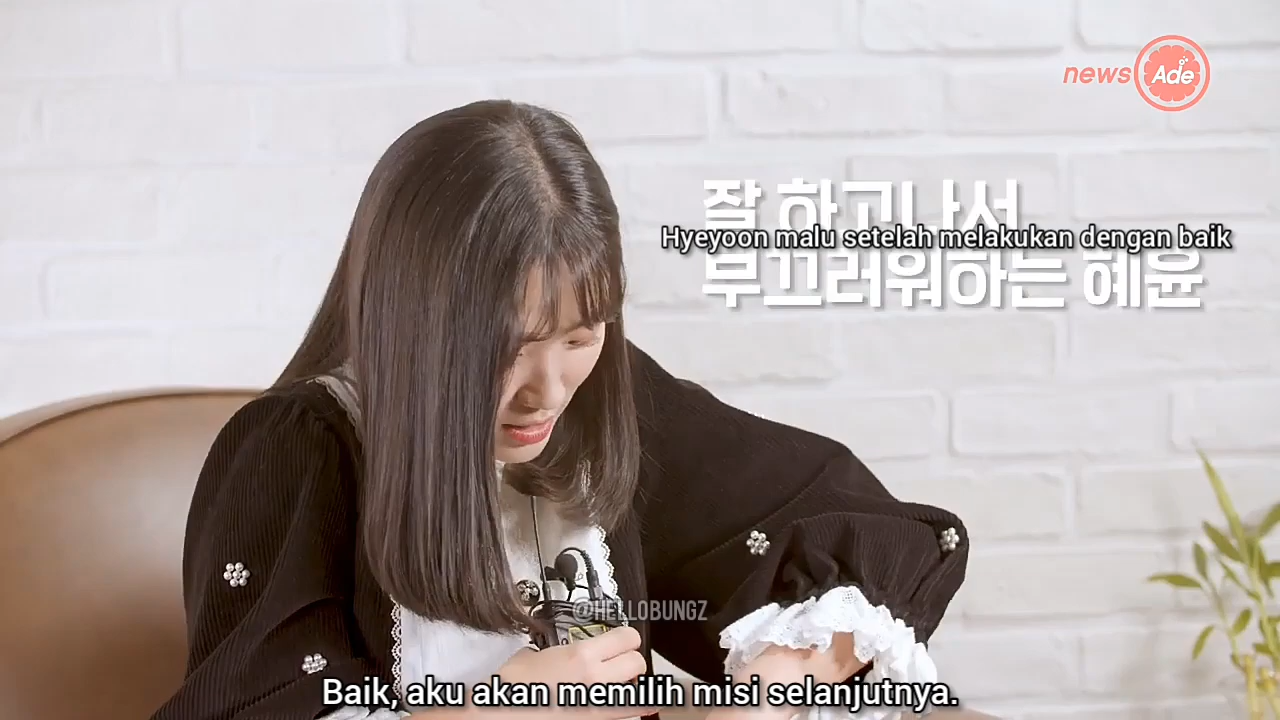 news Ade
잘 하고나서
Hyeyoon malu setelah melakukan dengan baik
부끄러워하는 혜윤
@HELLOBUNGZ
Baik, aku akan memilih misi selanjutnya.